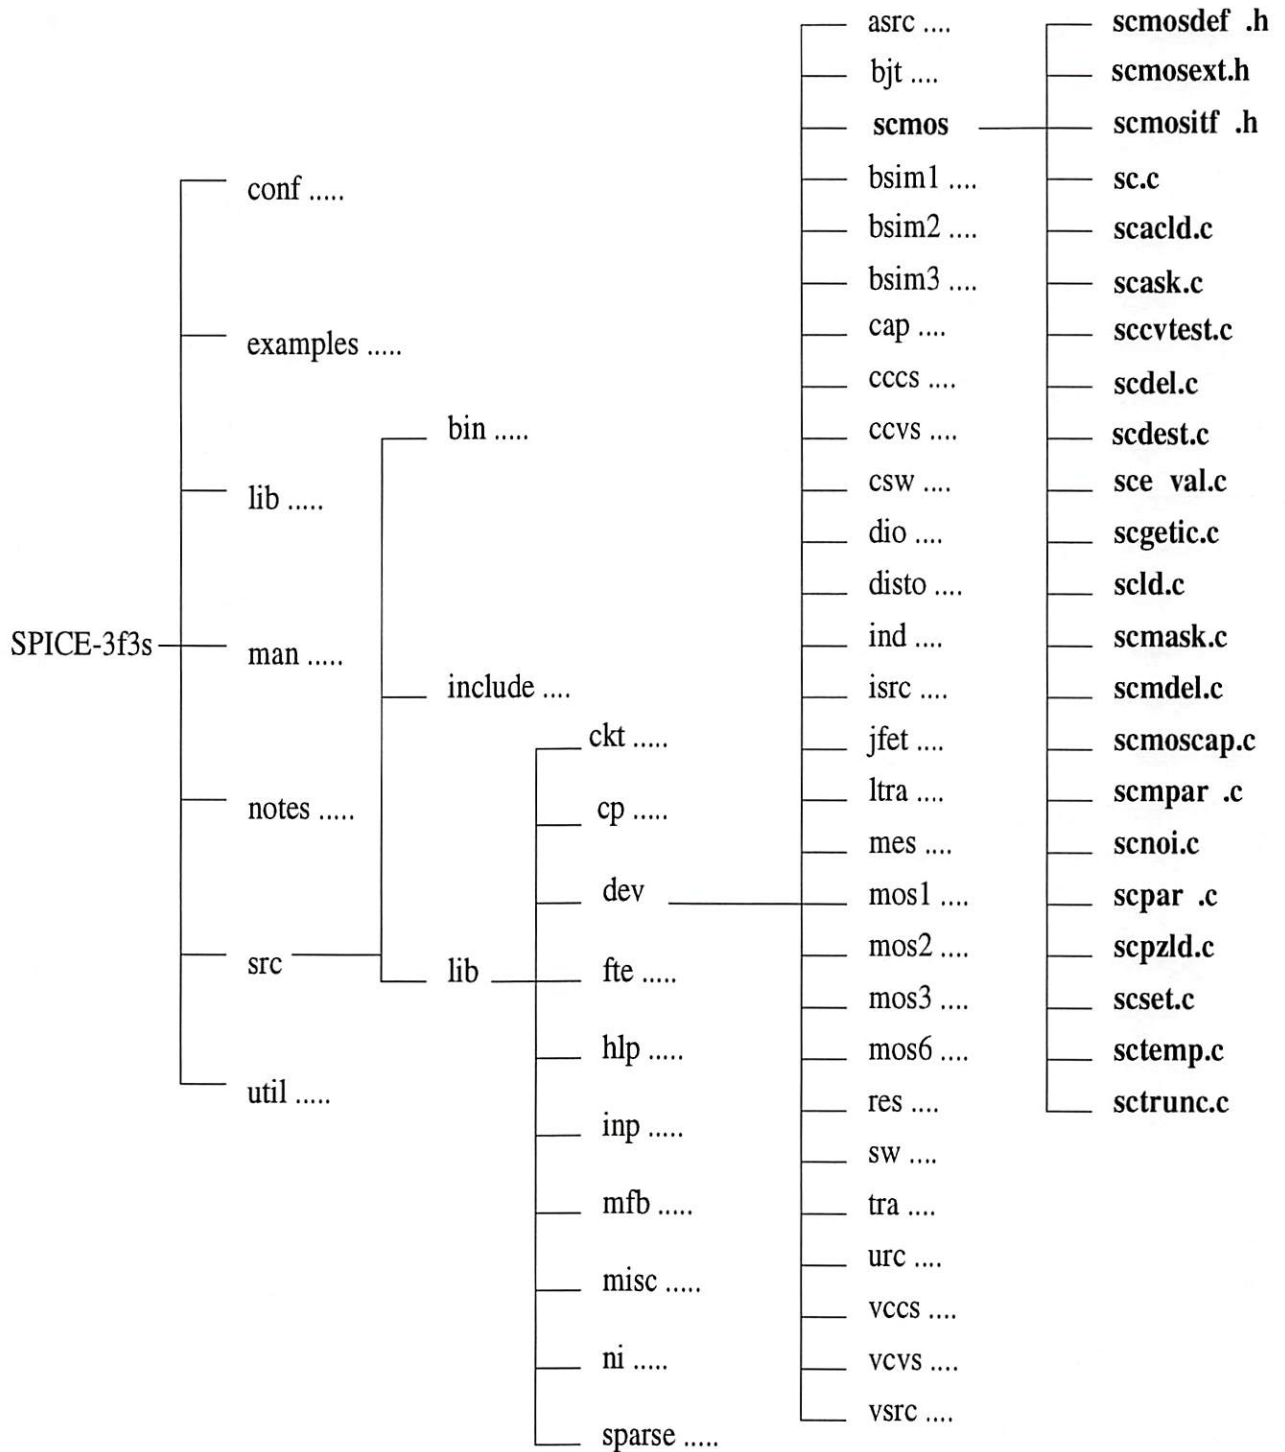 SPICE-3f3s
conf .....
examples .....
lib .....
man .....
notes .....
src
util .....
bin .....
include ....
lib
ckt .....
cp .....
dev
fte .....
hlp .....
inp .....
mfb .....
misc .....
ni .....
sparse .....
asrc ....
bjt ....
scmos
bsim1 ....
bsim2 ....
bsim3 ....
cap ....
cccs ....
ccvs ....
csw ....
dio ....
disto ....
ind ....
isrc ....
jfet ....
ltra ....
mes ....
mos1 ....
mos2 ....
mos3 ....
mos6 ....
res ....
sw ....
tra ....
urc ....
vccs ....
vcvs ....
vsrc ....
scmosdef .h
scmosext.h
scmositf .h
sc.c
scacld.c
scask.c
sccvtest.c
scdel.c
scdest.c
sce val.c
scgetic.c
scld.c
scmask.c
scmdel.c
scmoscap.c
scmpar .c
scnoi.c
scpar .c
scpzld.c
scset.c
sctemp.c
sctrunc.c